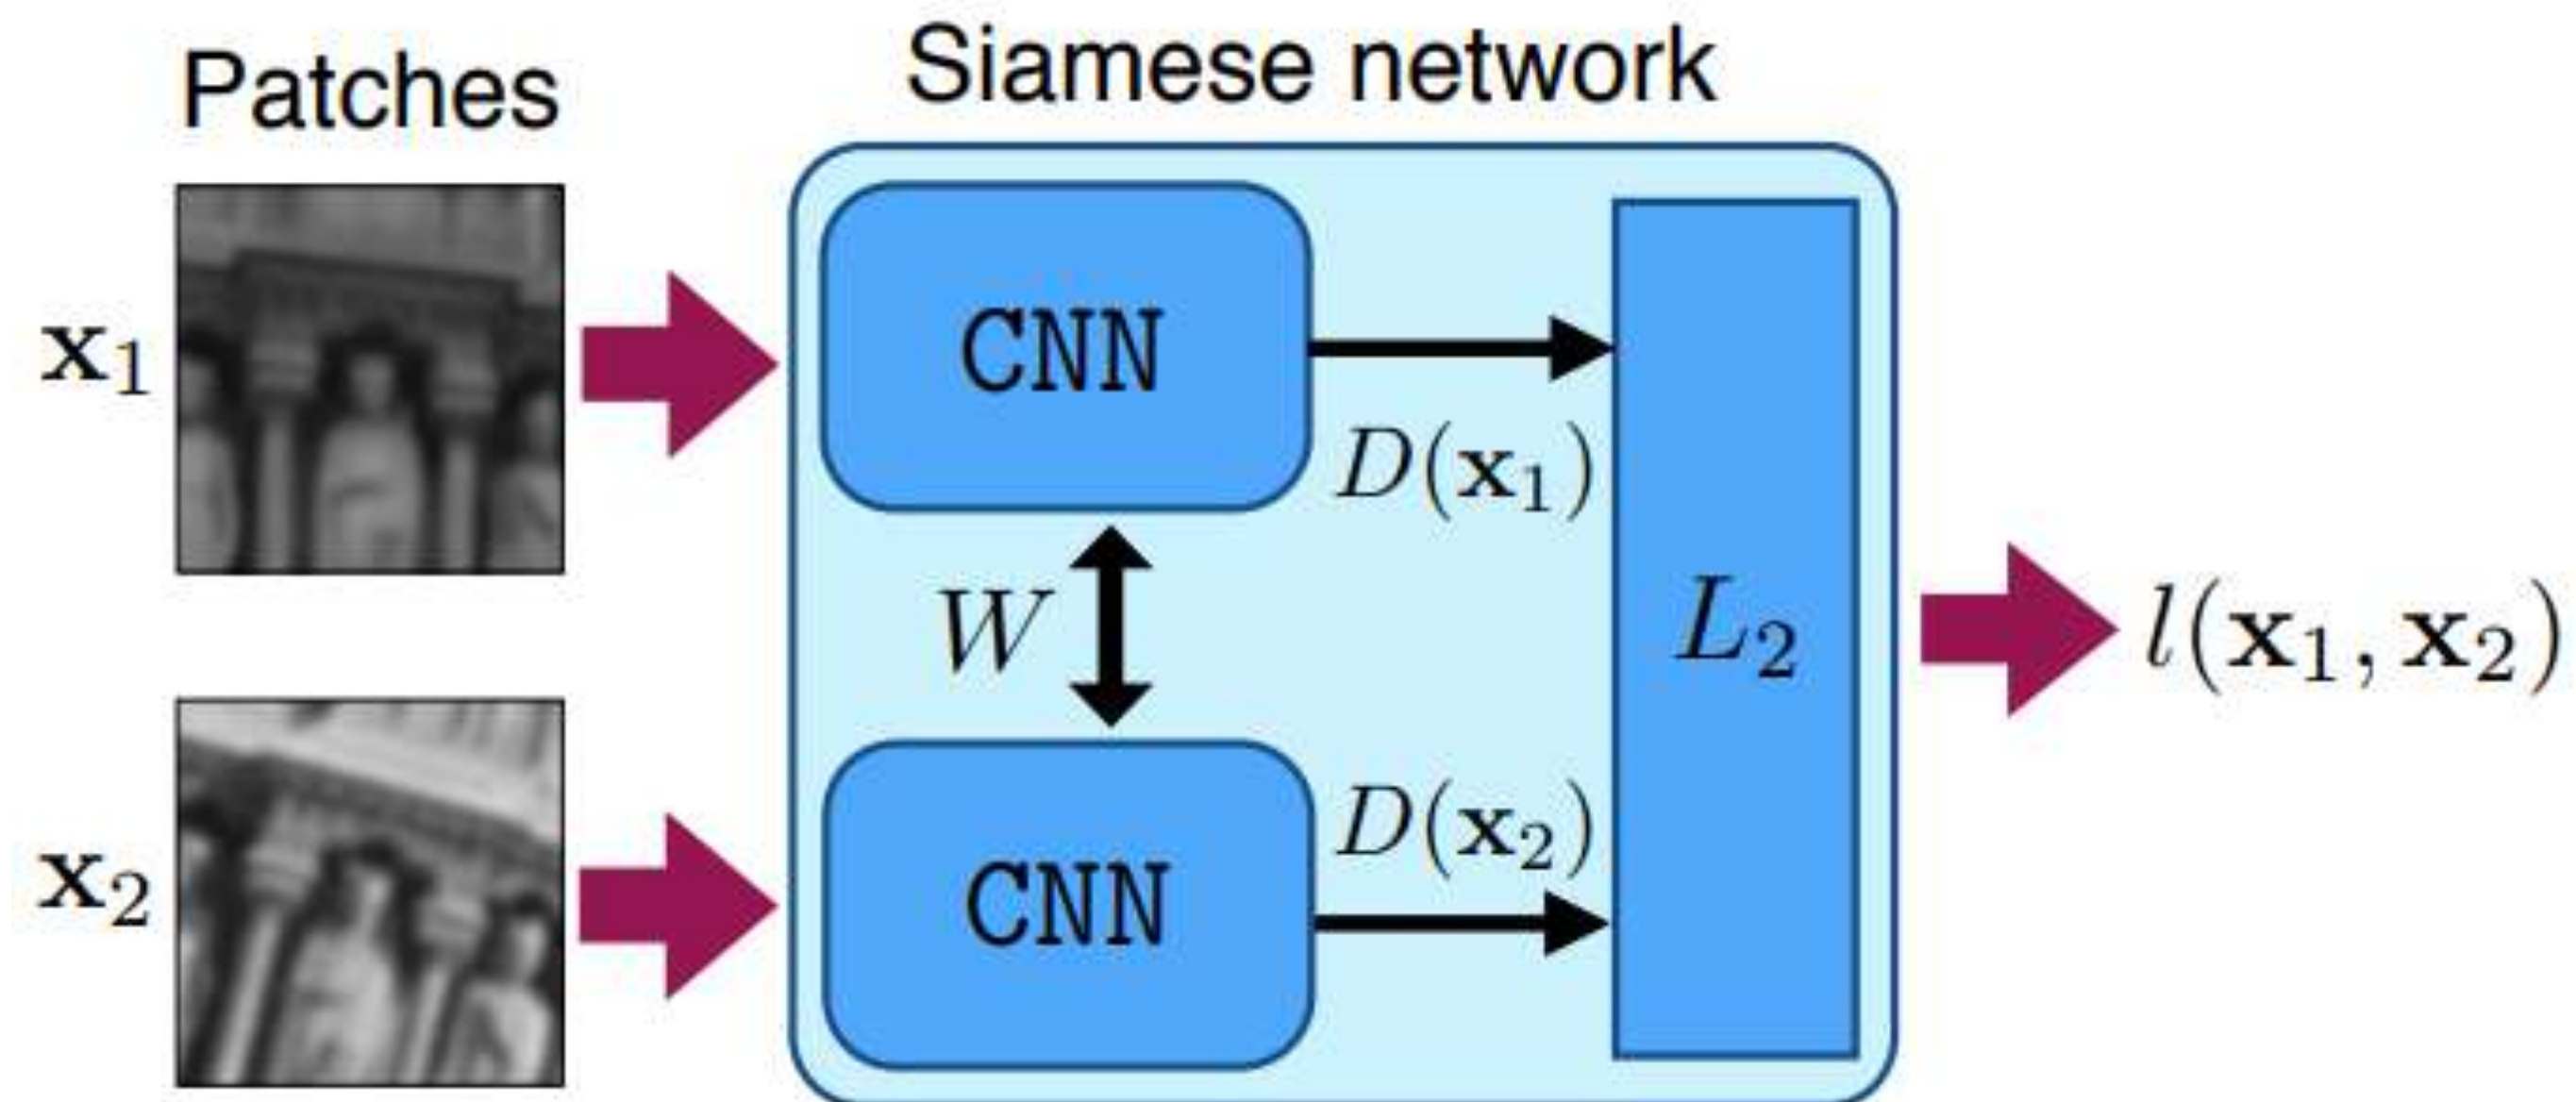 Patches
Siamese network
x₁
CNN
D(x₁)
W
L₂
l(x₁, x₂)
x₂
CNN
D(x₂)